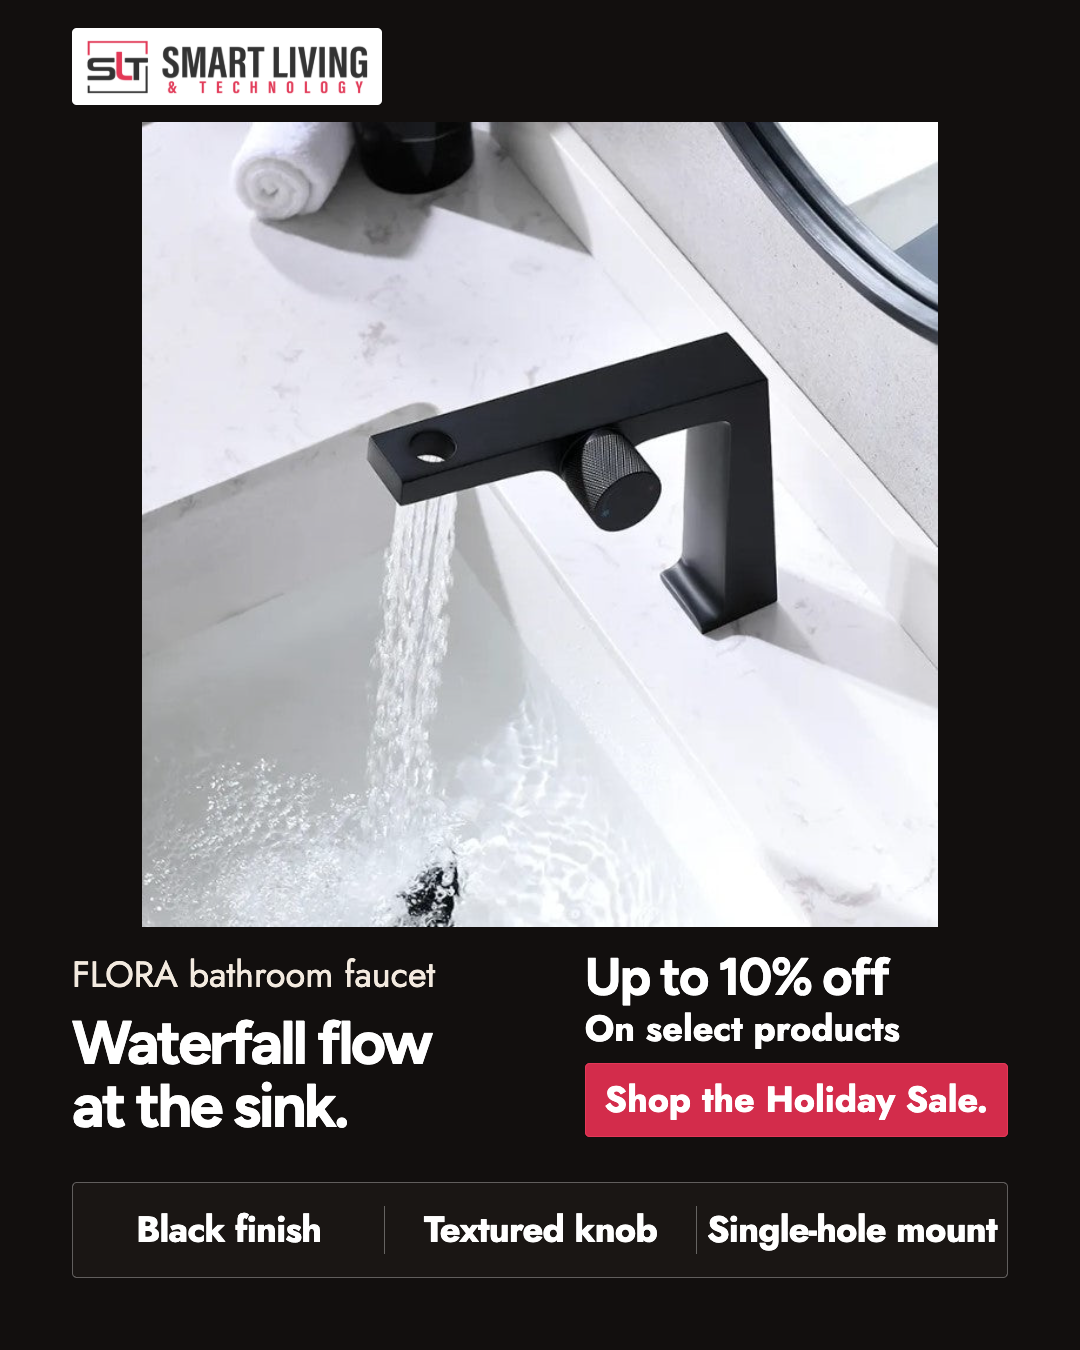 SLT SMART LIVING
& TECHNOLOGY
FLORA bathroom faucet
Waterfall flow
at the sink.
Up to 10% off
On select products
Shop the Holiday Sale.
Black finish
Textured knob
Single-hole mount